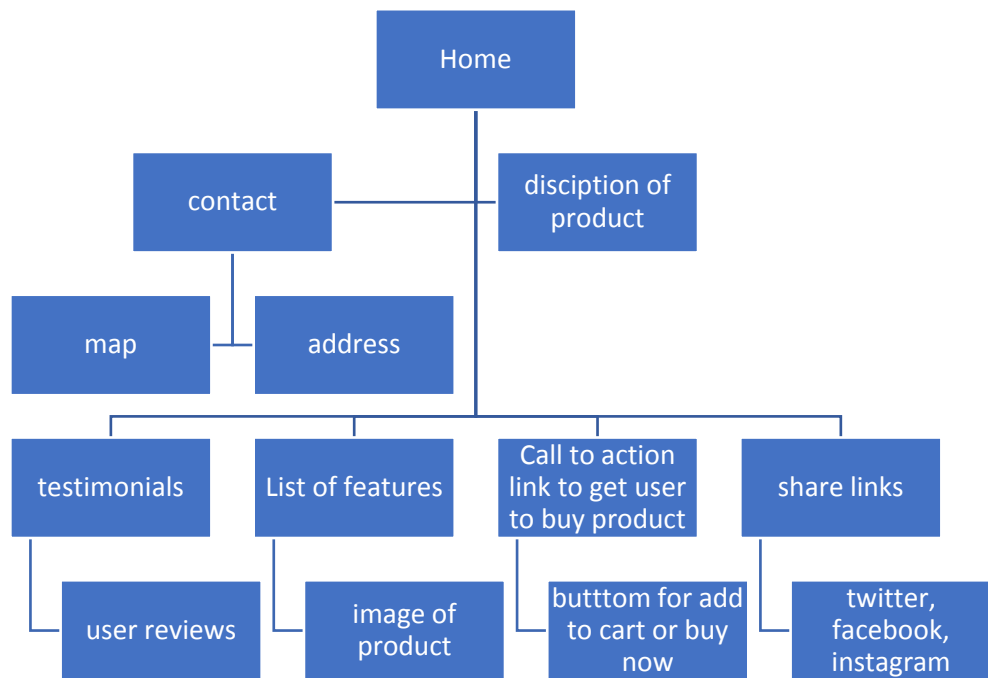 Home
contact
disciption of
product
map
address
testimonials
List of features
Call to action
link to get user
to buy product
share links
user reviews
image of
product
butttom for add
to cart or buy
now
twitter,
facebook,
instagram